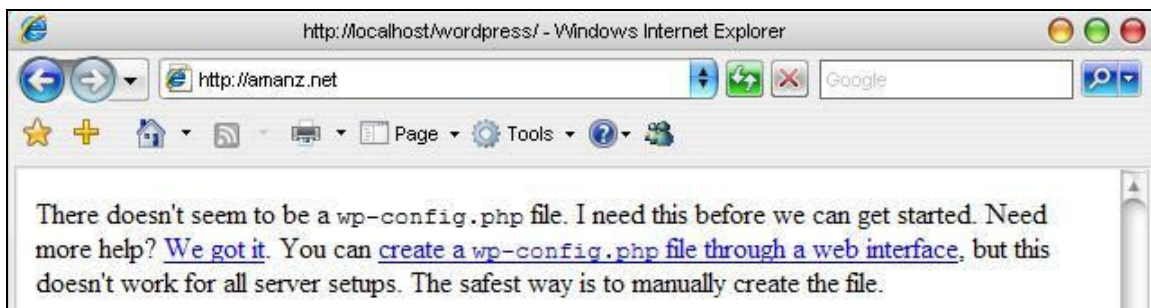 http://localhost/wordpress/ - Windows Internet Explorer
http://amanz.net
Google
Page
Tools
There doesn't seem to be a wp-config.php file. I need this before we can get started. Need
more help? We got it. You can create a wp-config.php file through a web interface, but this
doesn't work for all server setups. The safest way is to manually create the file.